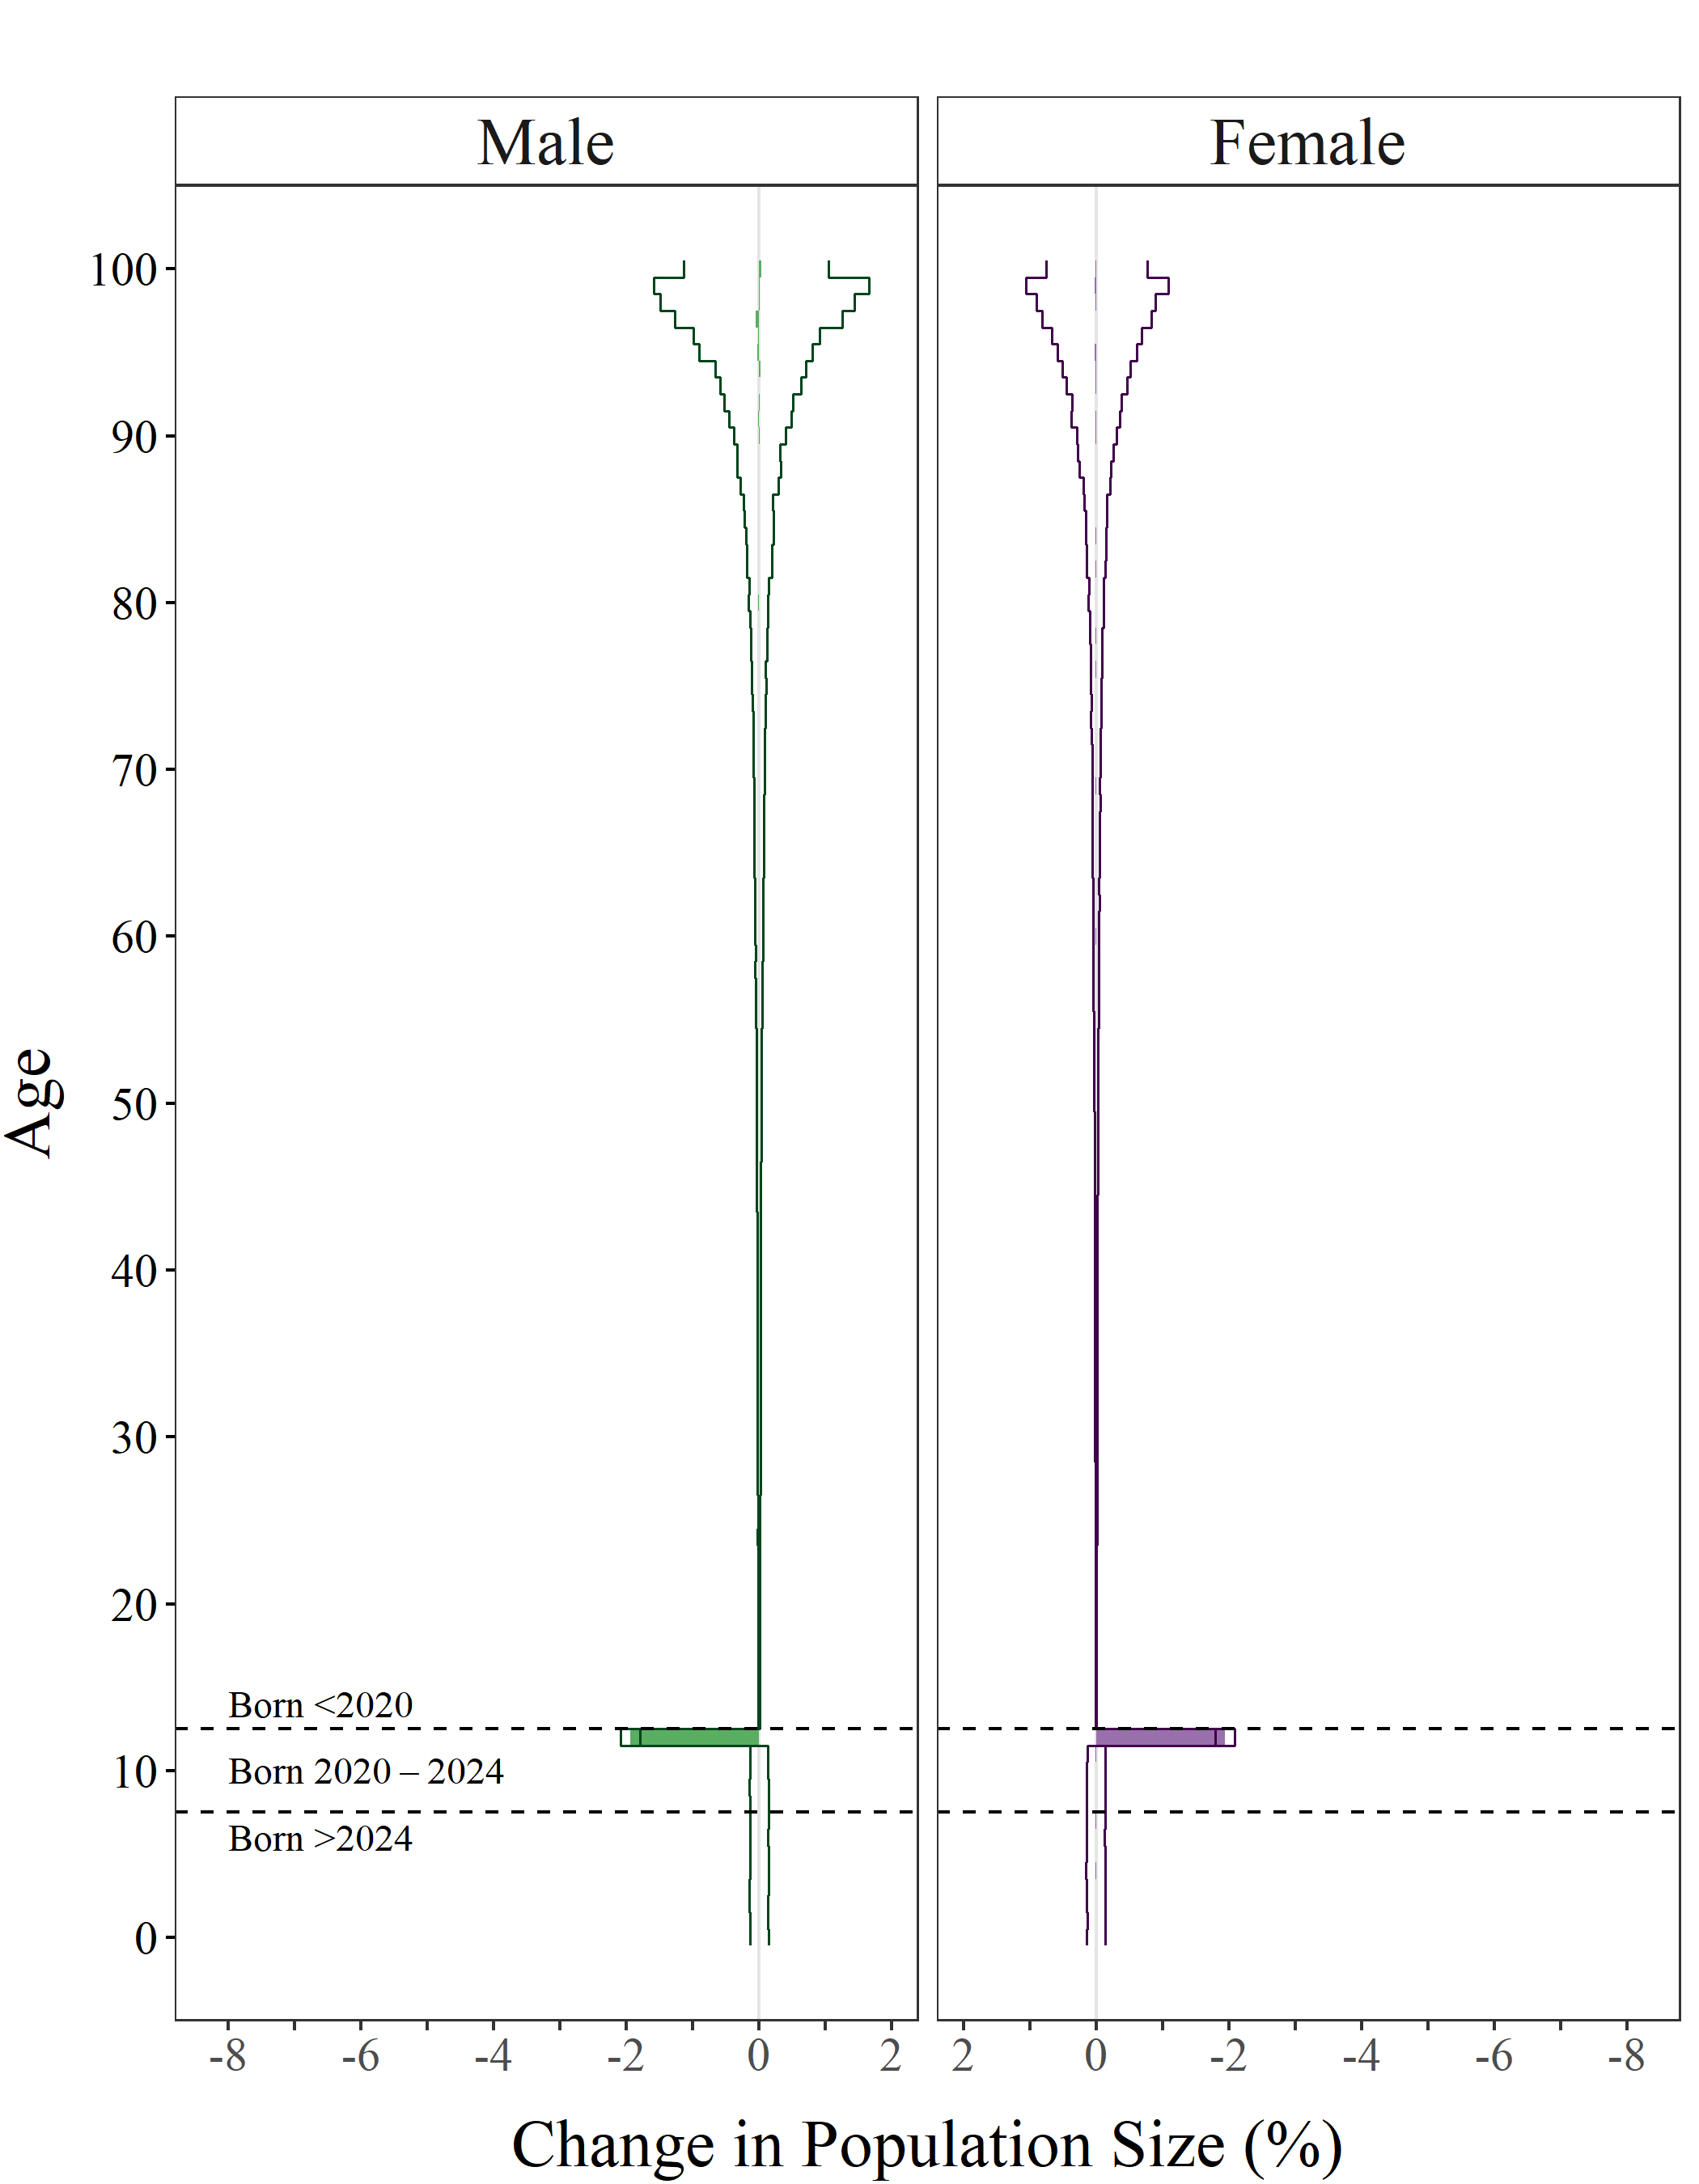 Male Female
100
90
80
70
60
50
40
30
20
10
0
Age
Born <2020
Born 2020 – 2024
Born >2024
-8 -6 -4 -2 0 2 2 0 -2 -4 -6 -8
Change in Population Size (%)